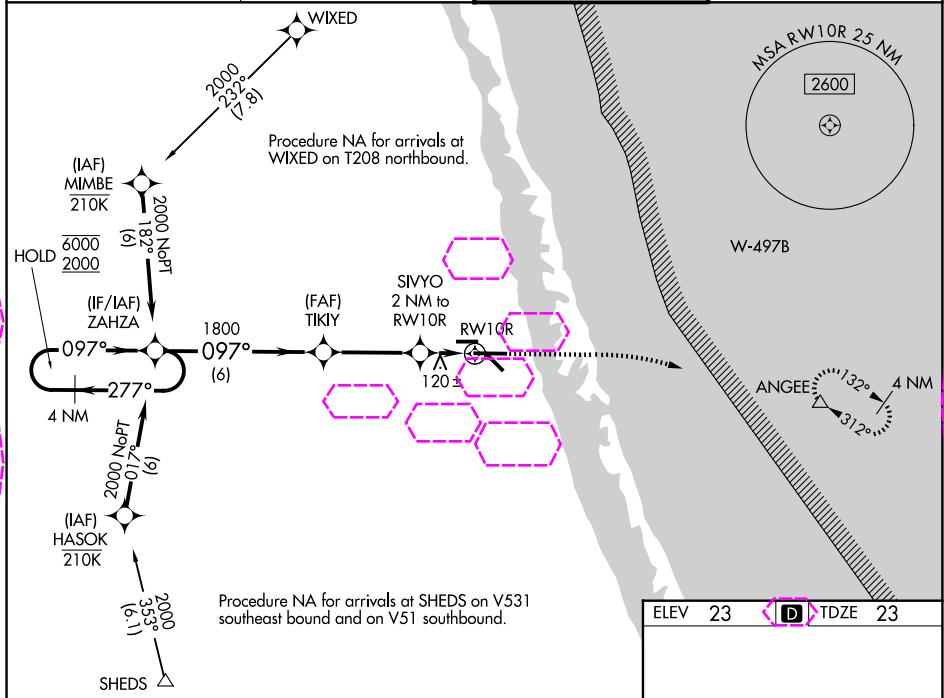 WIXED
2000
232°
(7.8)
Procedure NA for arrivals at
WIXED on T208 northbound.
MSA RW10R 25 NM
2600
(IAF)
MIMBE
210K
2000 NoPT
182°
(6)
HOLD
6000
2000
W-497B
(IF/IAF)
ZAHZA
1800
097°
(6)
(FAF)
TIKIY
SIVYO
2 NM to
RW10R
RW10R
097°
277°
4 NM
120 ±
ANGEE
132°
312°
4 NM
2000 NoPT
017°
(6)
(IAF)
HASOK
210K
2000
353°
(6.1)
Procedure NA for arrivals at SHEDS on V531
southeast bound and on V51 southbound.
SHEDS
ELEV 23 D TDZE 23